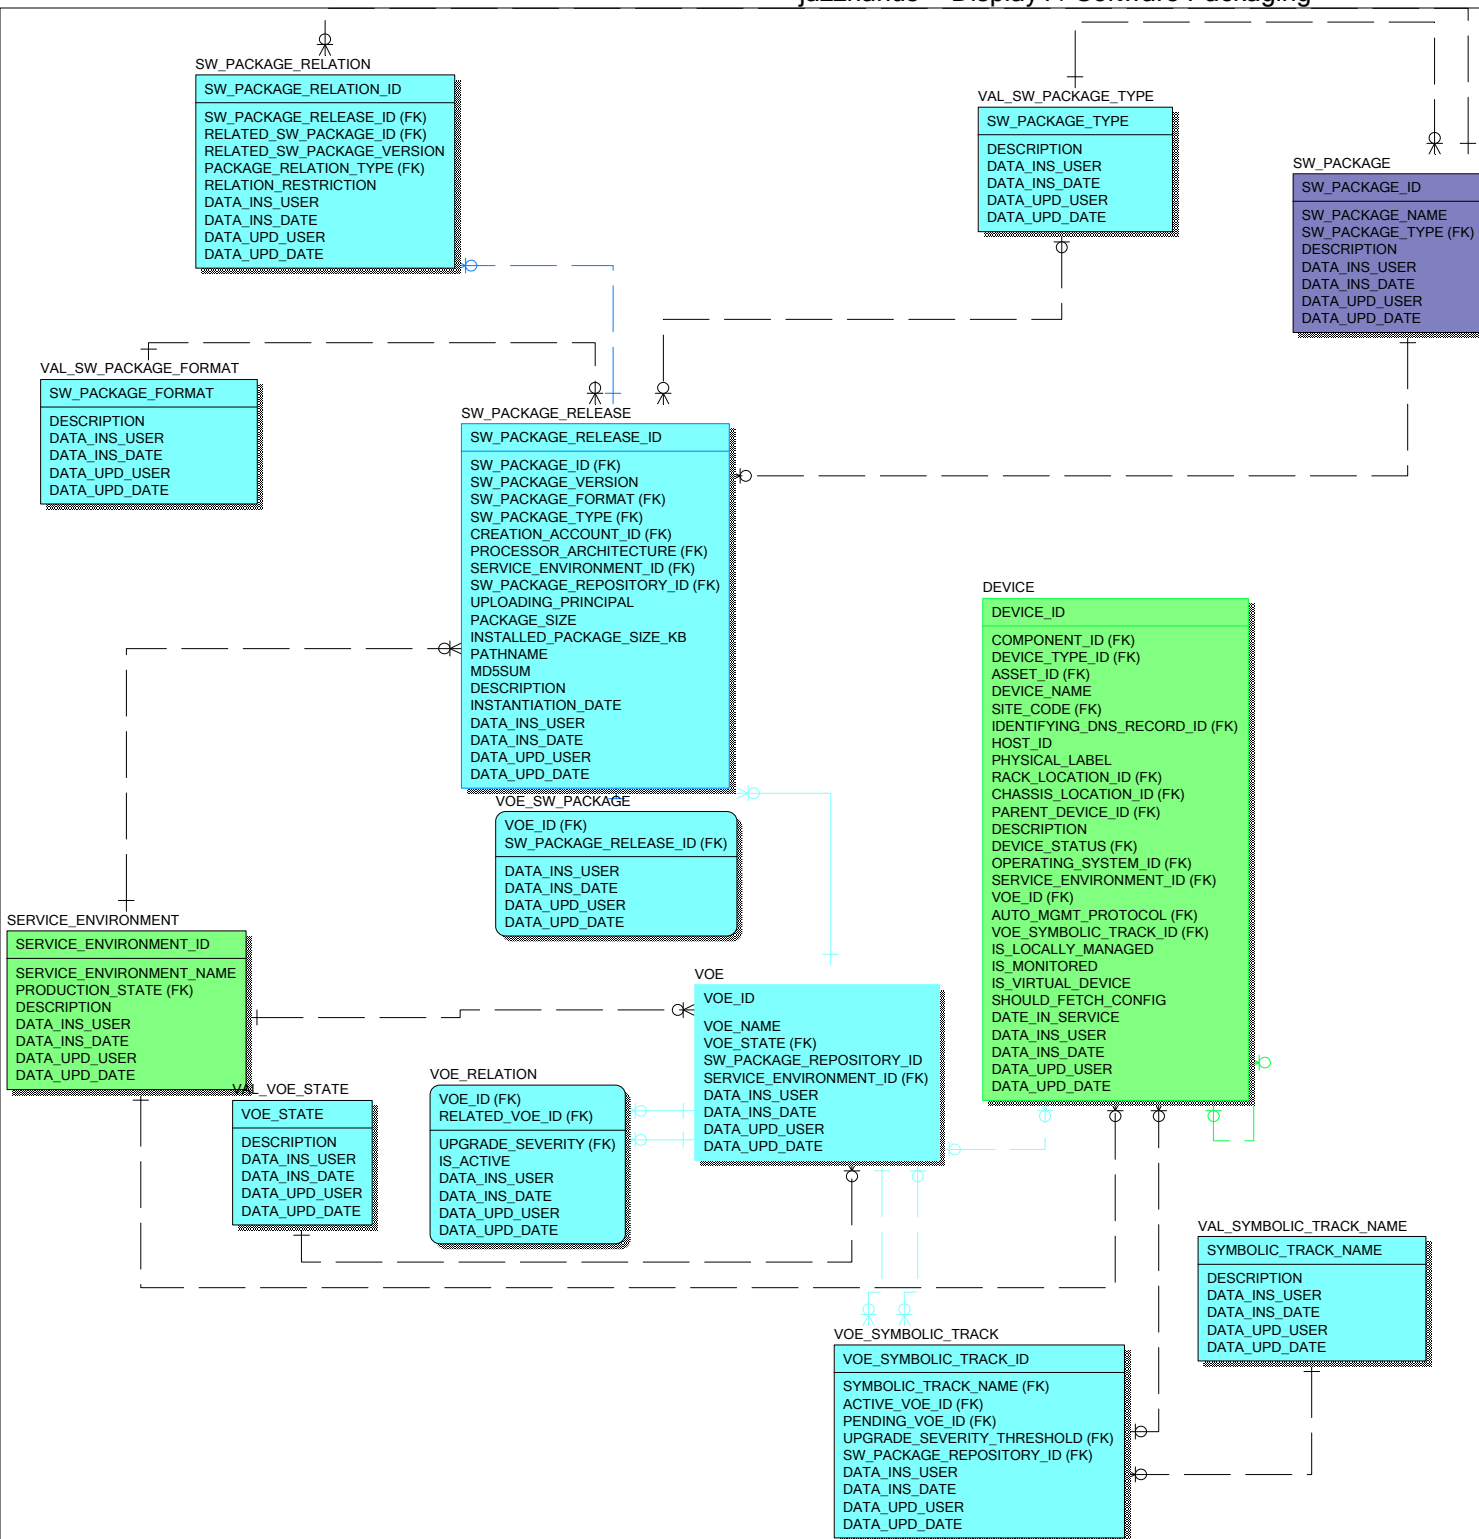 SW_PACKAGE_RELATION
SW_PACKAGE_RELATION_ID
SW_PACKAGE_RELEASE_ID (FK)
RELATED_SW_PACKAGE_ID (FK)
RELATED_SW_PACKAGE_VERSION
PACKAGE_RELATION_TYPE (FK)
RELATION_RESTRICTION
DATA_INS_USER
DATA_INS_DATE
DATA_UPD_USER
DATA_UPD_DATE
VAL_SW_PACKAGE_TYPE
SW_PACKAGE_TYPE
DESCRIPTION
DATA_INS_USER
DATA_INS_DATE
DATA_UPD_USER
DATA_UPD_DATE
SW_PACKAGE
SW_PACKAGE_ID
SW_PACKAGE_NAME
SW_PACKAGE_TYPE (FK)
DESCRIPTION
DATA_INS_USER
DATA_INS_DATE
DATA_UPD_USER
DATA_UPD_DATE
VAL_SW_PACKAGE_FORMAT
SW_PACKAGE_FORMAT
DESCRIPTION
DATA_INS_USER
DATA_INS_DATE
DATA_UPD_USER
DATA_UPD_DATE
SW_PACKAGE_RELEASE
SW_PACKAGE_RELEASE_ID
SW_PACKAGE_ID (FK)
SW_PACKAGE_VERSION
SW_PACKAGE_FORMAT (FK)
SW_PACKAGE_TYPE (FK)
CREATION_ACCOUNT_ID (FK)
PROCESSOR_ARCHITECTURE (FK)
SERVICE_ENVIRONMENT_ID (FK)
SW_PACKAGE_REPOSITORY_ID (FK)
UPLOADING_PRINCIPAL
PACKAGE_SIZE
INSTALLED_PACKAGE_SIZE_KB
PATHNAME
MD5SUM
DESCRIPTION
INSTANTIATION_DATE
DATA_INS_USER
DATA_INS_DATE
DATA_UPD_USER
DATA_UPD_DATE
DEVICE
DEVICE_ID
COMPONENT_ID (FK)
DEVICE_TYPE_ID (FK)
ASSET_ID (FK)
DEVICE_NAME
SITE_CODE (FK)
IDENTIFYING_DNS_RECORD_ID (FK)
HOST_ID
PHYSICAL_LABEL
RACK_LOCATION_ID (FK)
CHASSIS_LOCATION_ID (FK)
PARENT_DEVICE_ID (FK)
DESCRIPTION
DEVICE_STATUS (FK)
OPERATING_SYSTEM_ID (FK)
SERVICE_ENVIRONMENT_ID (FK)
VOE_ID (FK)
AUTO_MGMT_PROTOCOL (FK)
VOE_SYMBOLIC_TRACK_ID (FK)
IS_LOCALLY_MANAGED
IS_MONITORED
IS_VIRTUAL_DEVICE
SHOULD_FETCH_CONFIG
DATE_IN_SERVICE
DATA_INS_USER
DATA_INS_DATE
DATA_UPD_USER
DATA_UPD_DATE
VOE_SW_PACKAGE
VOE_ID (FK)
SW_PACKAGE_RELEASE_ID (FK)
DATA_INS_USER
DATA_INS_DATE
DATA_UPD_USER
DATA_UPD_DATE
SERVICE_ENVIRONMENT
SERVICE_ENVIRONMENT_ID
SERVICE_ENVIRONMENT_NAME
PRODUCTION_STATE (FK)
DESCRIPTION
DATA_INS_USER
DATA_INS_DATE
DATA_UPD_USER
DATA_UPD_DATE
VOE
VOE_ID
VOE_NAME
VOE_STATE (FK)
SW_PACKAGE_REPOSITORY_ID
SERVICE_ENVIRONMENT_ID (FK)
DATA_INS_USER
DATA_INS_DATE
DATA_UPD_USER
DATA_UPD_DATE
VAL_VOE_STATE
VOE_STATE
DESCRIPTION
DATA_INS_USER
DATA_INS_DATE
DATA_UPD_USER
DATA_UPD_DATE
VOE_RELATION
VOE_ID (FK)
RELATED_VOE_ID (FK)
UPGRADE_SEVERITY (FK)
IS_ACTIVE
DATA_INS_USER
DATA_INS_DATE
DATA_UPD_USER
DATA_UPD_DATE
VAL_SYMBOLIC_TRACK_NAME
SYMBOLIC_TRACK_NAME
DESCRIPTION
DATA_INS_USER
DATA_INS_DATE
DATA_UPD_USER
DATA_UPD_DATE
VOE_SYMBOLIC_TRACK
VOE_SYMBOLIC_TRACK_ID
SYMBOLIC_TRACK_NAME (FK)
ACTIVE_VOE_ID (FK)
PENDING_VOE_ID (FK)
UPGRADE_SEVERITY_THRESHOLD (FK)
SW_PACKAGE_REPOSITORY_ID (FK)
DATA_INS_USER
DATA_INS_DATE
DATA_UPD_USER
DATA_UPD_DATE